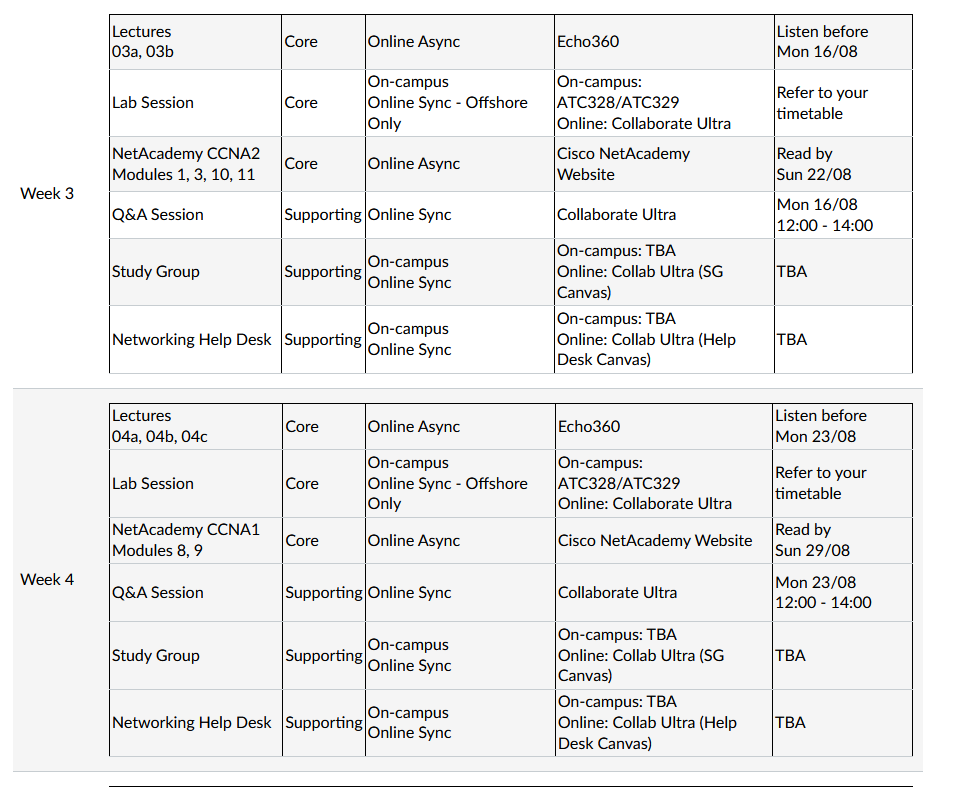 Lectures
03a, 03b
Core
Online Async
Echo360
Listen before
Mon 16/08
Lab Session
Core
On-campus
Online Sync - Offshore
Only
On-campus:
ATC328/ATC329
Online: Collaborate Ultra
Refer to your
timetable
Week 3
NetAcademy CCNA2
Modules 1, 3, 10, 11
Core
Online Async
Cisco NetAcademy
Website
Read by
Sun 22/08
Q&A Session
Supporting
Online Sync
Collaborate Ultra
Mon 16/08
12:00 - 14:00
Study Group
Supporting
On-campus
Online Sync
On-campus: TBA
Online: Collab Ultra (SG
Canvas)
TBA
Networking Help Desk
Supporting
On-campus
Online Sync
On-campus: TBA
Online: Collab Ultra (Help
Desk Canvas)
TBA
Lectures
04a, 04b, 04c
Core
Online Async
Echo360
Listen before
Mon 23/08
Lab Session
Core
On-campus
Online Sync - Offshore
Only
On-campus:
ATC328/ATC329
Online: Collaborate Ultra
Refer to your
timetable
Week 4
NetAcademy CCNA1
Modules 8, 9
Core
Online Async
Cisco NetAcademy Website
Read by
Sun 29/08
Q&A Session
Supporting
Online Sync
Collaborate Ultra
Mon 23/08
12:00 - 14:00
Study Group
Supporting
On-campus
Online Sync
On-campus: TBA
Online: Collab Ultra (SG
Canvas)
TBA
Networking Help Desk
Supporting
On-campus
Online Sync
On-campus: TBA
Online: Collab Ultra (Help
Desk Canvas)
TBA